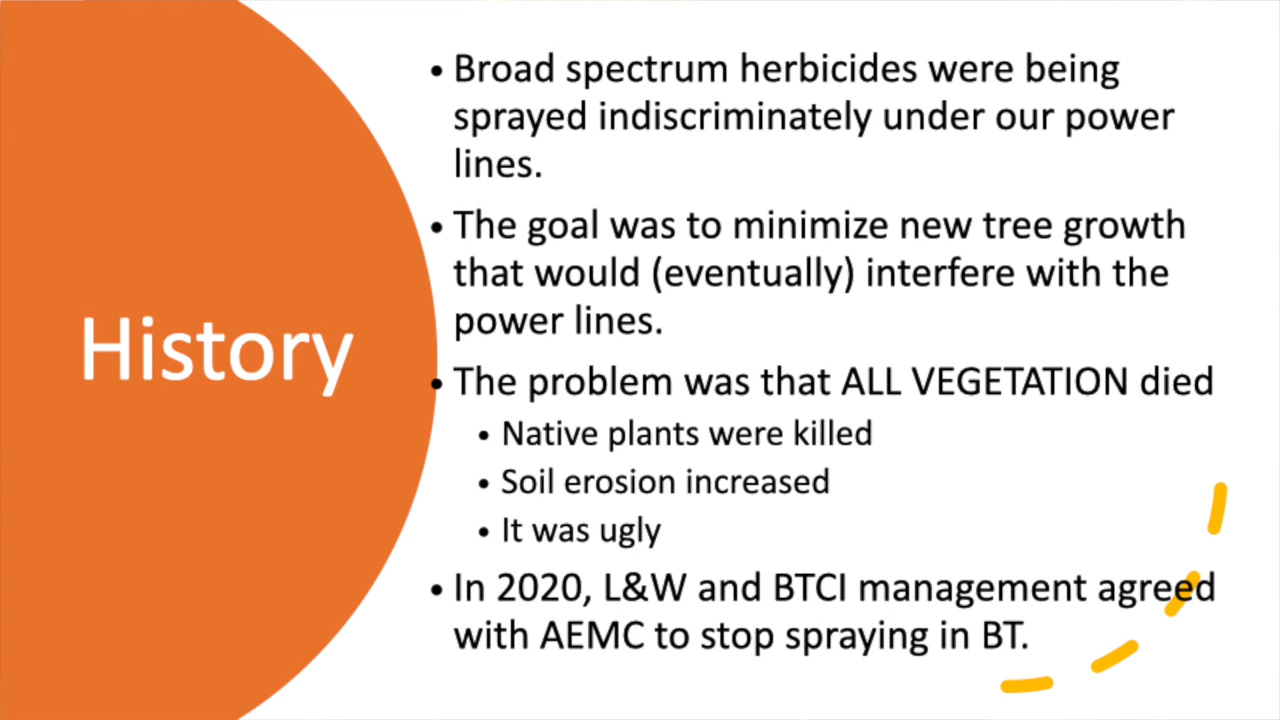 History
• Broad spectrum herbicides were being
sprayed indiscriminately under our power
lines.
• The goal was to minimize new tree growth
that would (eventually) interfere with the
power lines.
• The problem was that ALL VEGETATION died
• Native plants were killed
• Soil erosion increased
• It was ugly
• In 2020, L&W and BTCI management agreed
with AEMC to stop spraying in BT.